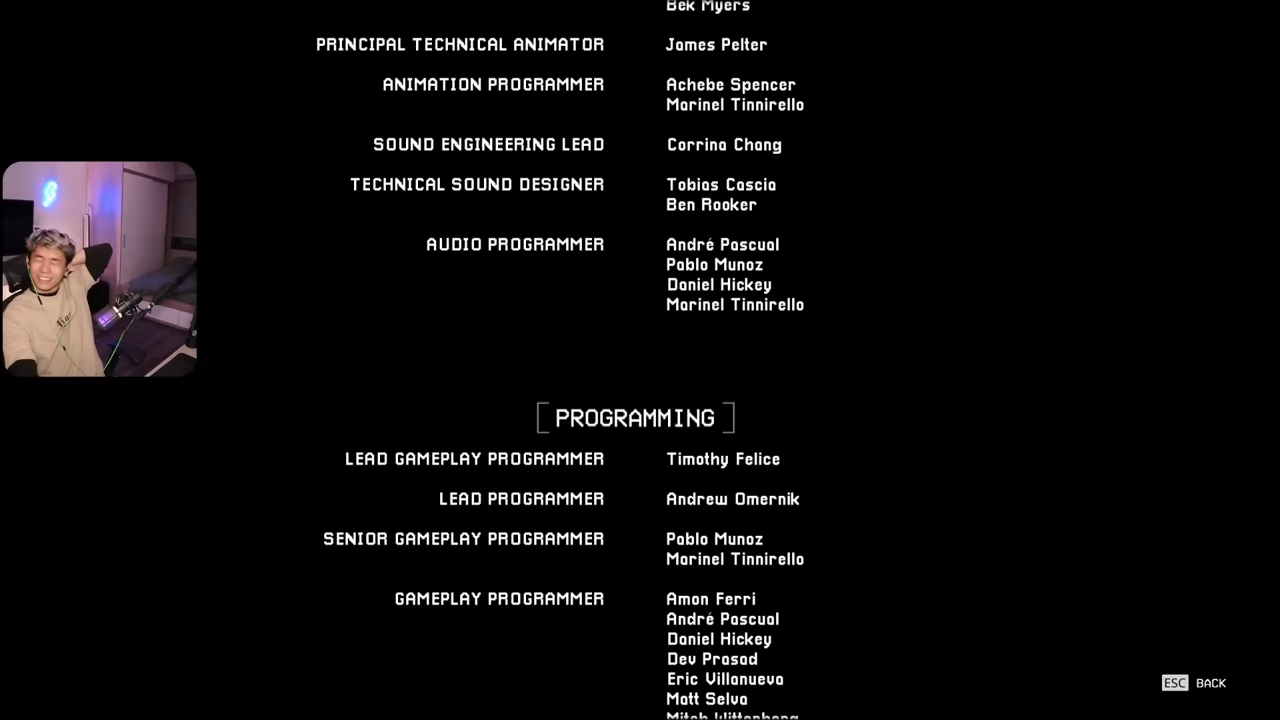 Bek Myers
PRINCIPAL TECHNICAL ANIMATOR James Pelter
ANIMATION PROGRAMMER Achebe Spencer
Marinel Tinnirello
SOUND ENGINEERING LEAD Corrina Chang
TECHNICAL SOUND DESIGNER Tobias Cascia
Ben Rooker
AUDIO PROGRAMMER André Pascual
Pablo Munoz
Daniel Hickey
Marinel Tinnirello
PROGRAMMING
LEAD GAMEPLAY PROGRAMMER Timothy Felice
LEAD PROGRAMMER Andrew Omernik
SENIOR GAMEPLAY PROGRAMMER Pablo Munoz
Marinel Tinnirello
GAMEPLAY PROGRAMMER Amon Ferri
André Pascual
Daniel Hickey
Dev Prasad
Eric Villanueva
Matt Selva
ESC BACK